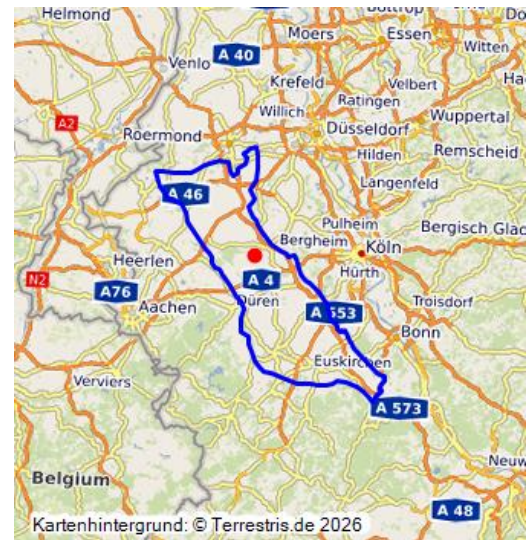 Helmond
Bottrop
Essen
Moers
A 40
Witten
Venlo
Krefeld
Velbert
Willich
Ratingen
Wuppertal
A2
Roermond
Düsseldorf
Hilden
Remscheid
A 46
Langenfeld
Pulheim
Bergisch Glad
Bergheim
Köln
Heerlen
Hürth
N2
A76
A 4
Aachen
Düren
Troisdorf
A 553
Bonn
Euskirchen
Verviers
A 573
Neuw
Belgium
A 48
Kartenhintergrund: © Terrestris.de 2026